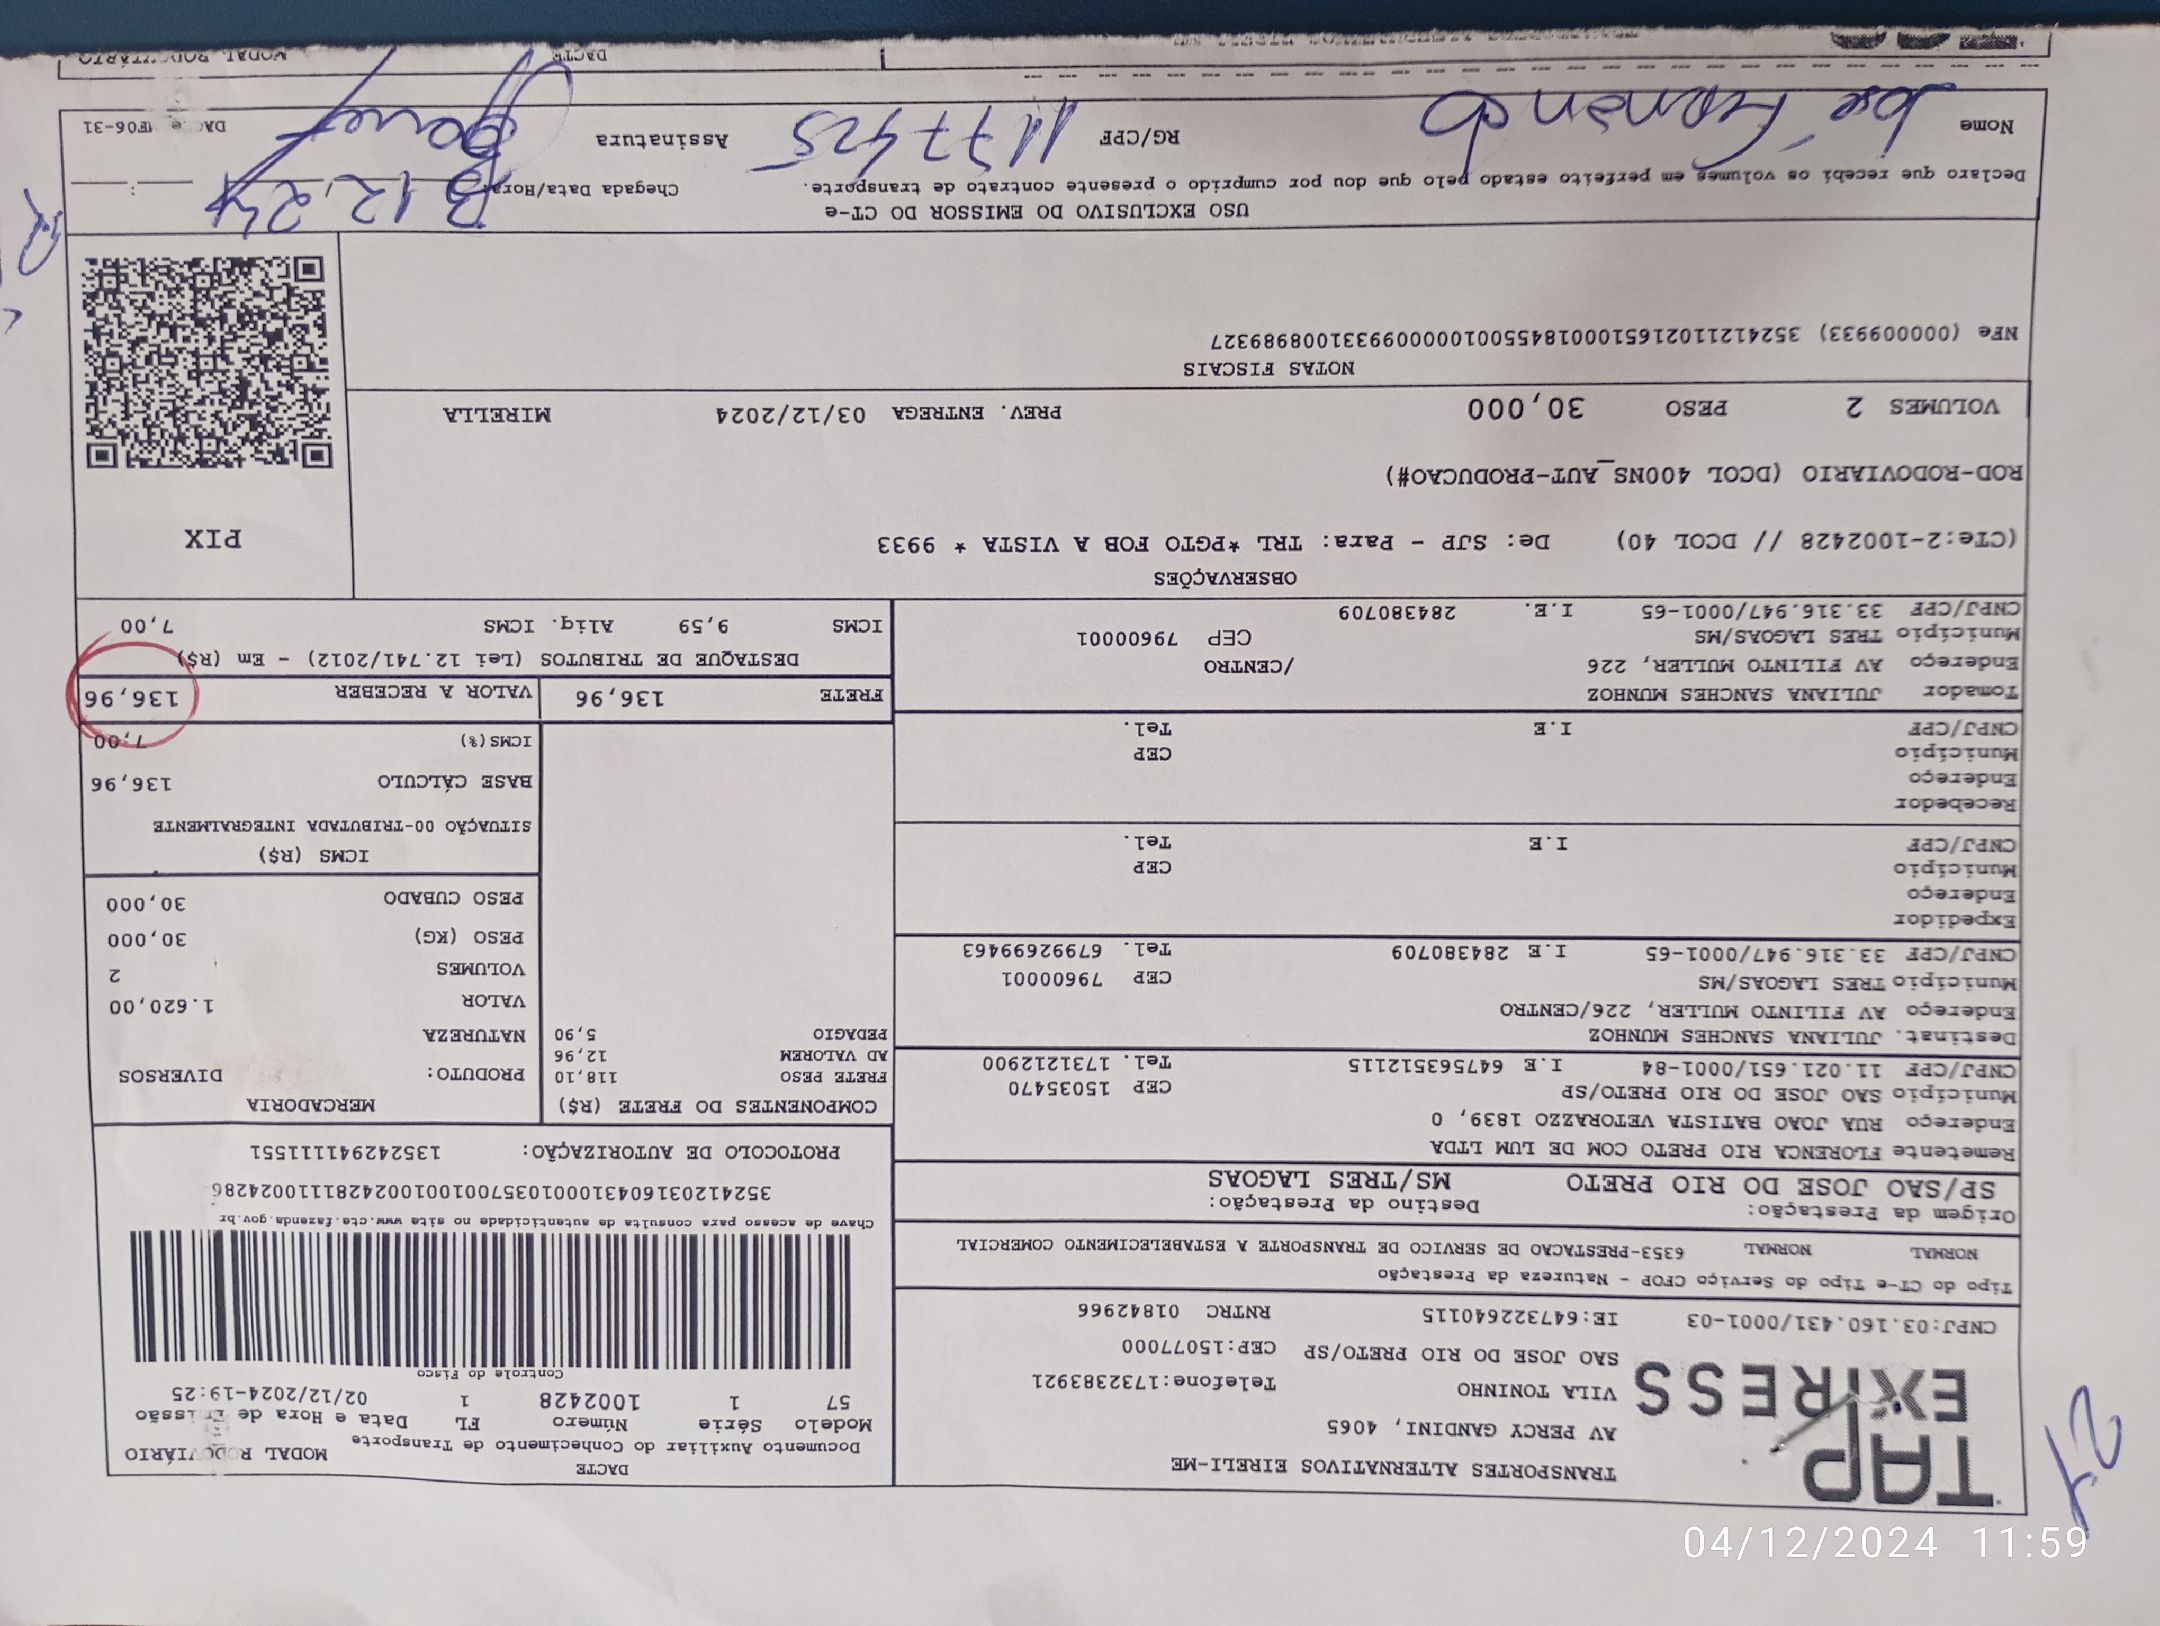 TAP
EXPRESS
TRANSPORTES ALTERNATIVOS EIRELI-ME
AV PERCY GANDINI, 4065
VILA TONINHO Telefone:1732383921
SAO JOSE DO RIO PRETO/SP CEP:15077000
CNPJ:03.160.431/0001-03 IE:647322640115 RNTRC 01842966
DACTE MODAL RODOVIÁRIO
Documento Auxiliar do Conhecimento de Transporte
Modelo Série Número FL Data e Hora de Emissão
57 1 1002428 1 02/12/2024-19:25
Controle do Fisco
Tipo do CT-e Tipo do Serviço CFOP - Natureza da Prestação
NORMAL NORMAL 6353-PRESTACAO DE SERVICO DE TRANSPORTE A ESTABELECIMENTO COMERCIAL
Chave de acesso para consulta de autenticidade no site www.cte.fazenda.gov.br
35241203160431000103570010010024281110024286
PROTOCOLO DE AUTORIZAÇÃO: 135242941111551
Origem da Prestação: Destino da Prestação:
SP/SAO JOSE DO RIO PRETO MS/TRES LAGOAS
Remetente FLORENCA RIO PRETO COM DE LUM LTDA
Endereço RUA JOAO BATISTA VETORAZZO 1839, 0
Município SAO JOSE DO RIO PRETO/SP CEP 15035470
CNPJ/CPF 11.021.651/0001-84 I.E 647563512115 Tel. 1731212900
Destinat. JULIANA SANCHES MUNHOZ
Endereço AV FILINTO MULLER, 226/CENTRO
Município TRES LAGOAS/MS CEP 79600001
CNPJ/CPF 33.316.947/0001-65 I.E 284380709 Tel. 67992699463
Expedidor
Endereço
Município CEP
CNPJ/CPF I.E Tel.
Recebedor
Endereço
Município CEP
CNPJ/CPF I.E Tel.
Tomador JULIANA SANCHES MUNHOZ
Endereço AV FILINTO MULLER, 226 /CENTRO
Município TRES LAGOAS/MS CEP 79600001
CNPJ/CPF 33.316.947/0001-65 I.E. 284380709
COMPONENTES DO FRETE (R$)
FRETE PESO 118,10
AD VALOREM 12,96
PEDAGIO 5,90
MERCADORIA
PRODUTO: DIVERSOS
NATUREZA
VALOR 1.620,00
VOLUMES 2
PESO (KG) 30,000
PESO CUBADO 30,000
ICMS (R$)
SITUAÇÃO 00-TRIBUTADA INTEGRALMENTE
BASE CÁLCULO 136,96
ICMS(%) 7,00
FRETE 136,96 VALOR A RECEBER 136,96
DESTAQUE DE TRIBUTOS (Lei 12.741/2012) - Em (R$)
ICMS 9,59 Aliq. ICMS 7,00
OBSERVAÇÕES
(CTe:2-1002428 // DCOL 40) De: SJP - Para: TRL *PGTO FOB A VISTA * 9933
ROD-RODOVIARIO (DCOL 400NS_AUT-PRODUCAO#)
PIX
VOLUMES 2 PESO 30,000 PREV. ENTREGA 03/12/2024 MIRELLA
NOTAS FISCAIS
NFe (000009933) 35241211021651000184550010000099331008989327
USO EXCLUSIVO DO EMISSOR DO CT-e
Declaro que recebi os volumes em perfeito estado pelo que dou por cumprido o presente contrato de transporte. Chegada Data/Hora: 12, 24 :
Nome José Fernando RG/CPF 1177425 Assinatura
DACTE MODAL RODOVIÁRIO
04/12/2024 11:59